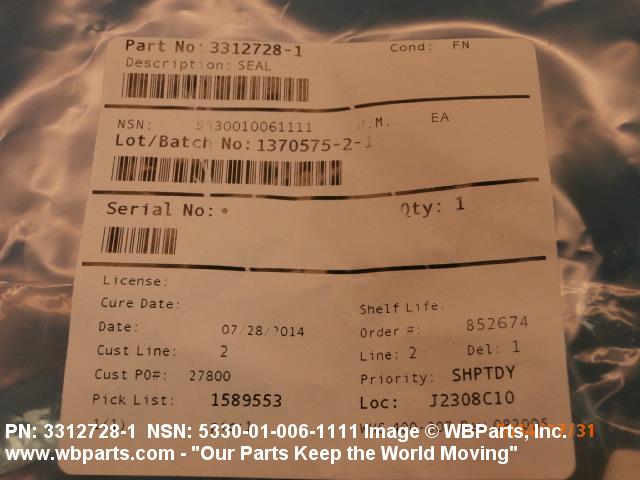 Part No: 3312728-1 Cond: FN
Description: SEAL
NSN: 5330010061111 U.M. EA
Lot/Batch No: 1370575-2-1
Serial No: * Qty: 1
License:
Cure Date: Shelf Life:
Date: 07/28/2014 Order #: 852674
Cust Line: 2 Line: 2 Del: 1
Cust PO#: 27800 Priority: SHPTDY
Pick List: 1589553 Loc: J2308C10
PN: 3312728-1 NSN: 5330-01-006-1111 Image © WBParts, Inc.
www.wbparts.com - "Our Parts Keep the World Moving"